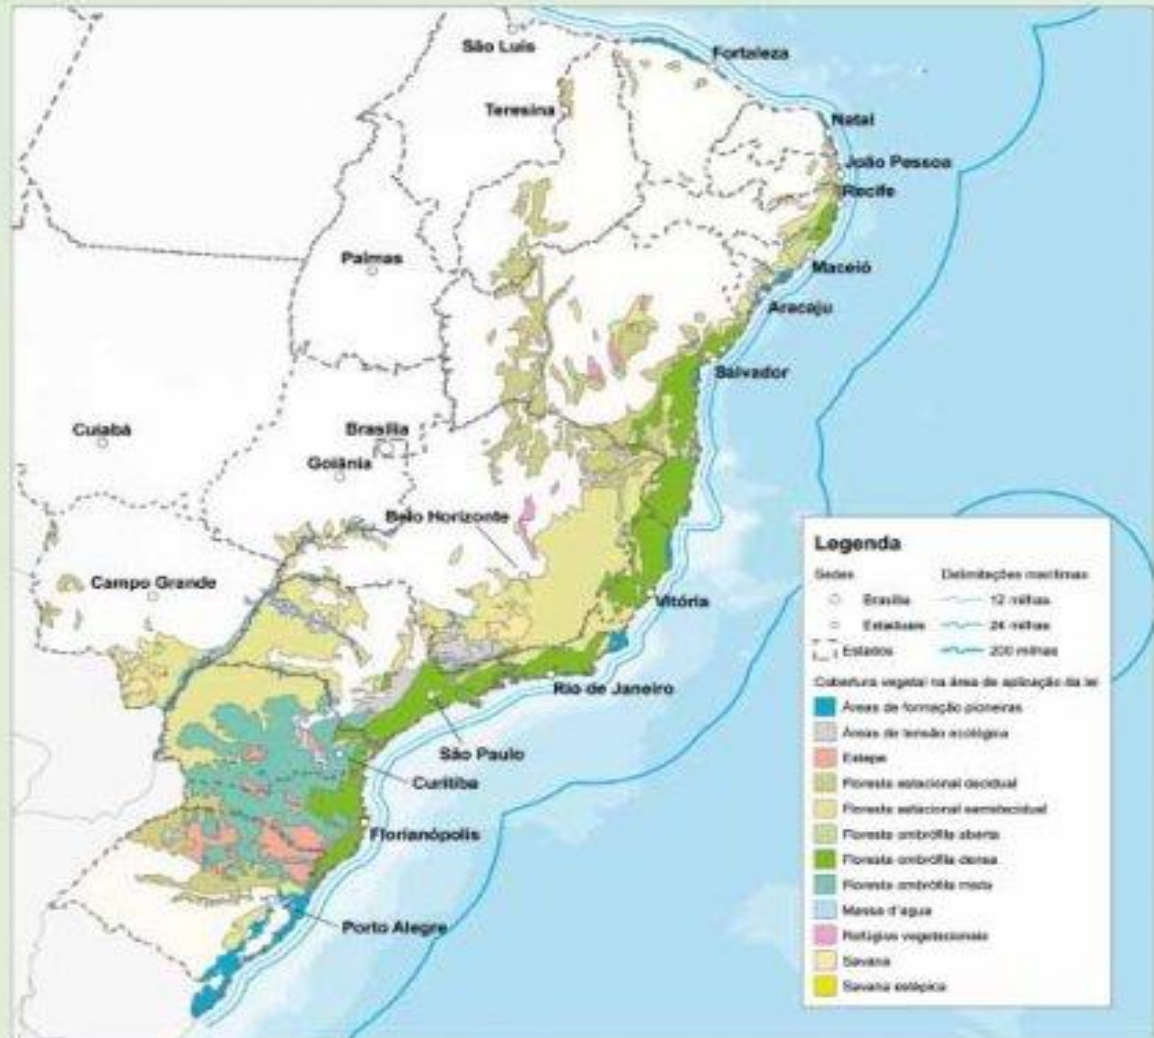 São Luis
Fortaleza
Teresina
Natal
João Pessoa
Recife
Palmas
Maceió
Aracaju
Salvador
Cuiabá
Brasília
Goiânia
Belo Horizonte
Campo Grande
Vitória
Rio de Janeiro
São Paulo
Curitiba
Florianópolis
Porto Alegre
Legenda
Sedes
Brasília
Estaduais
Estados
Delimitações marítimas
12 milhas
24 milhas
200 milhas
Cobertura vegetal na área de aplicação da lei
Áreas de formação pioneiras
Áreas de tensão ecológica
Estepe
Floresta estacional decidual
Floresta estacional semidecidual
Floresta ombrófila aberta
Floresta ombrófila densa
Floresta ombrófila mista
Massa d'água
Refúgios vegetacionais
Savana
Savana estépica